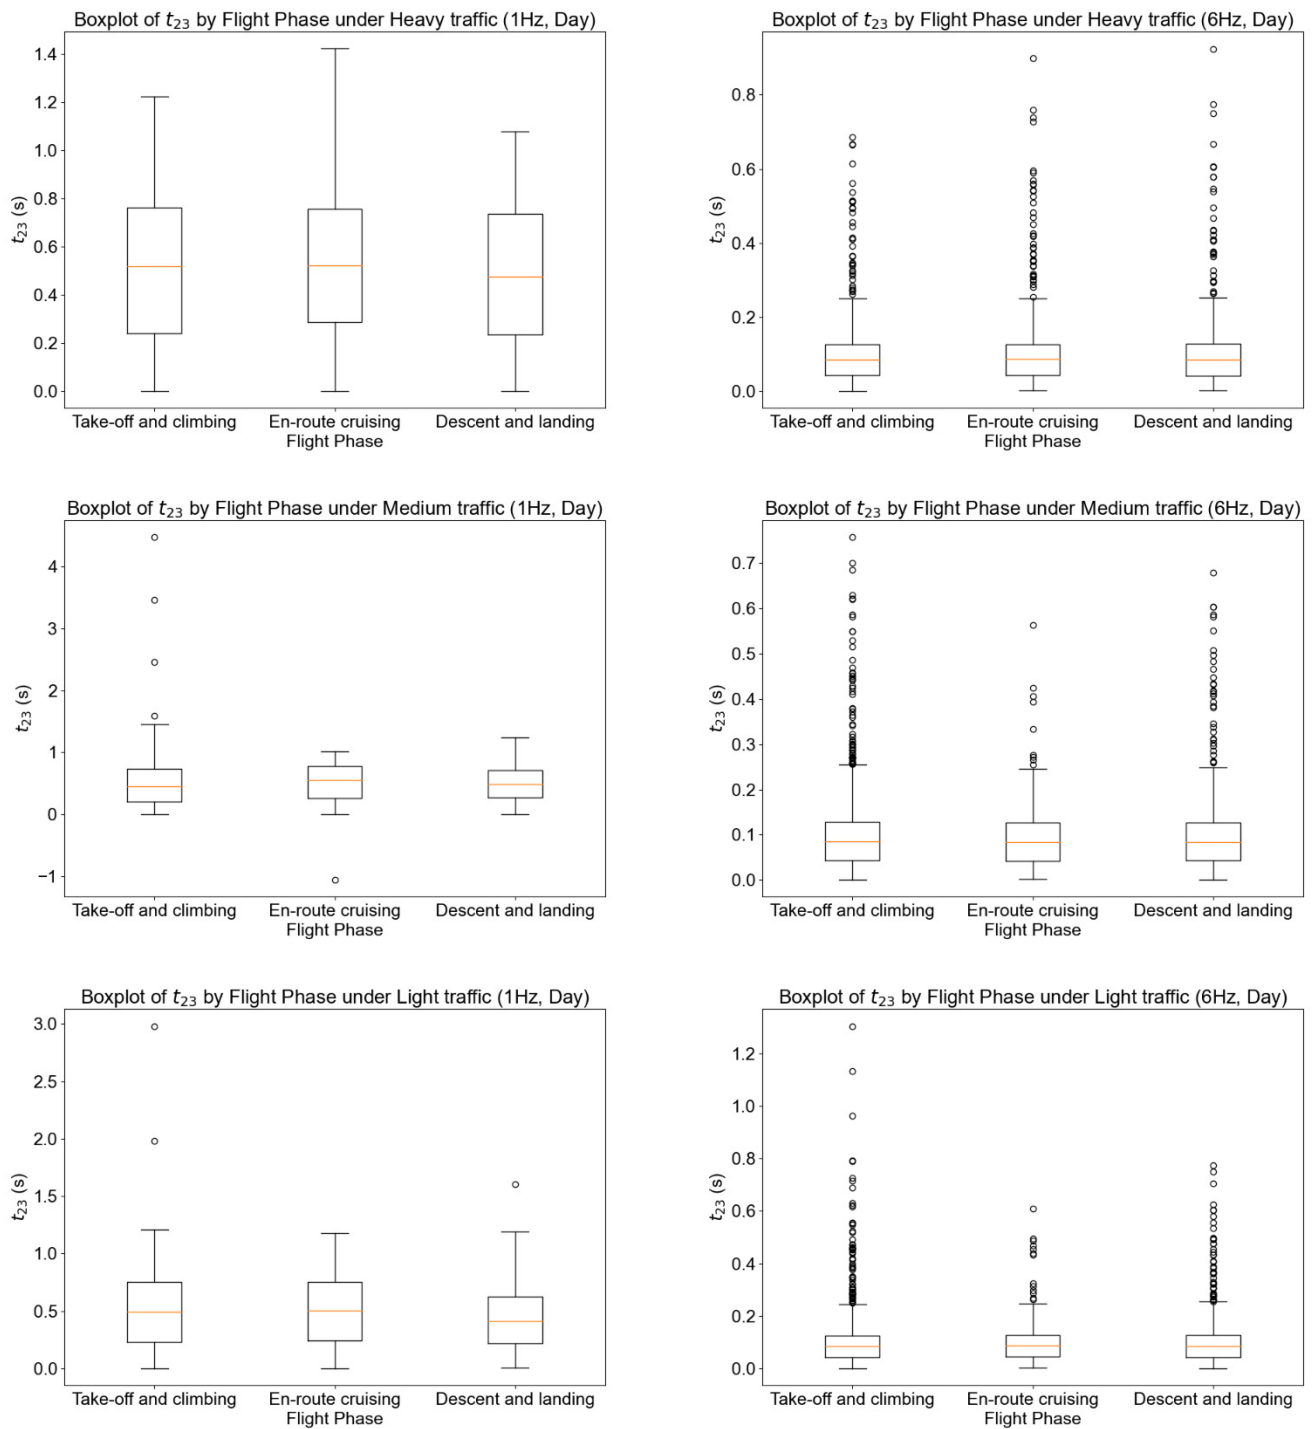 Boxplot of t23 by Flight Phase under Heavy traffic (1Hz, Day)
1.4
1.2
1.0
0.8
0.6
0.4
0.2
0.0
t23 (s)
Take-off and climbing En-route cruising Descent and landing
Flight Phase
Boxplot of t23 by Flight Phase under Heavy traffic (6Hz, Day)
0.8
0.6
0.4
0.2
0.0
t23 (s)
Take-off and climbing En-route cruising Descent and landing
Flight Phase
Boxplot of t23 by Flight Phase under Medium traffic (1Hz, Day)
4
3
2
1
0
−1
t23 (s)
Take-off and climbing En-route cruising Descent and landing
Flight Phase
Boxplot of t23 by Flight Phase under Medium traffic (6Hz, Day)
0.7
0.6
0.5
0.4
0.3
0.2
0.1
0.0
t23 (s)
Take-off and climbing En-route cruising Descent and landing
Flight Phase
Boxplot of t23 by Flight Phase under Light traffic (1Hz, Day)
3.0
2.5
2.0
1.5
1.0
0.5
0.0
t23 (s)
Take-off and climbing En-route cruising Descent and landing
Flight Phase
Boxplot of t23 by Flight Phase under Light traffic (6Hz, Day)
1.2
1.0
0.8
0.6
0.4
0.2
0.0
t23 (s)
Take-off and climbing En-route cruising Descent and landing
Flight Phase